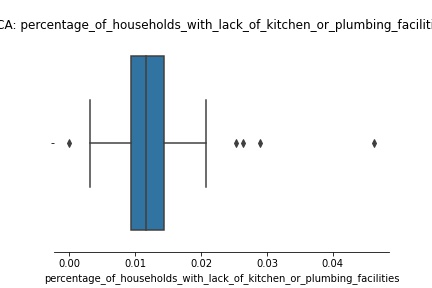 CA: percentage_of_households_with_lack_of_kitchen_or_plumbing_faciliti
-
0.00 0.01 0.02 0.03 0.04
percentage_of_households_with_lack_of_kitchen_or_plumbing_facilities